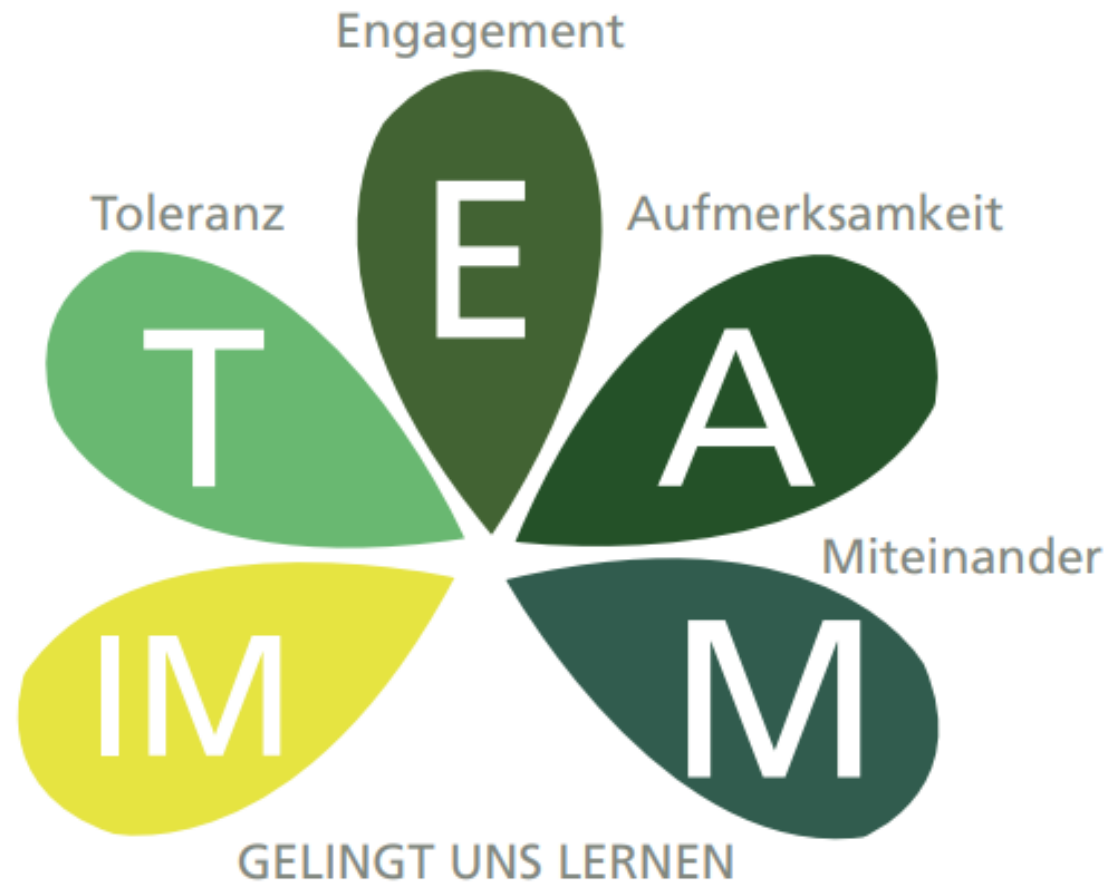 Engagement
Toleranz
Aufmerksamkeit
E
T
A
Miteinander
IM
M
GELINGT UNS LERNEN